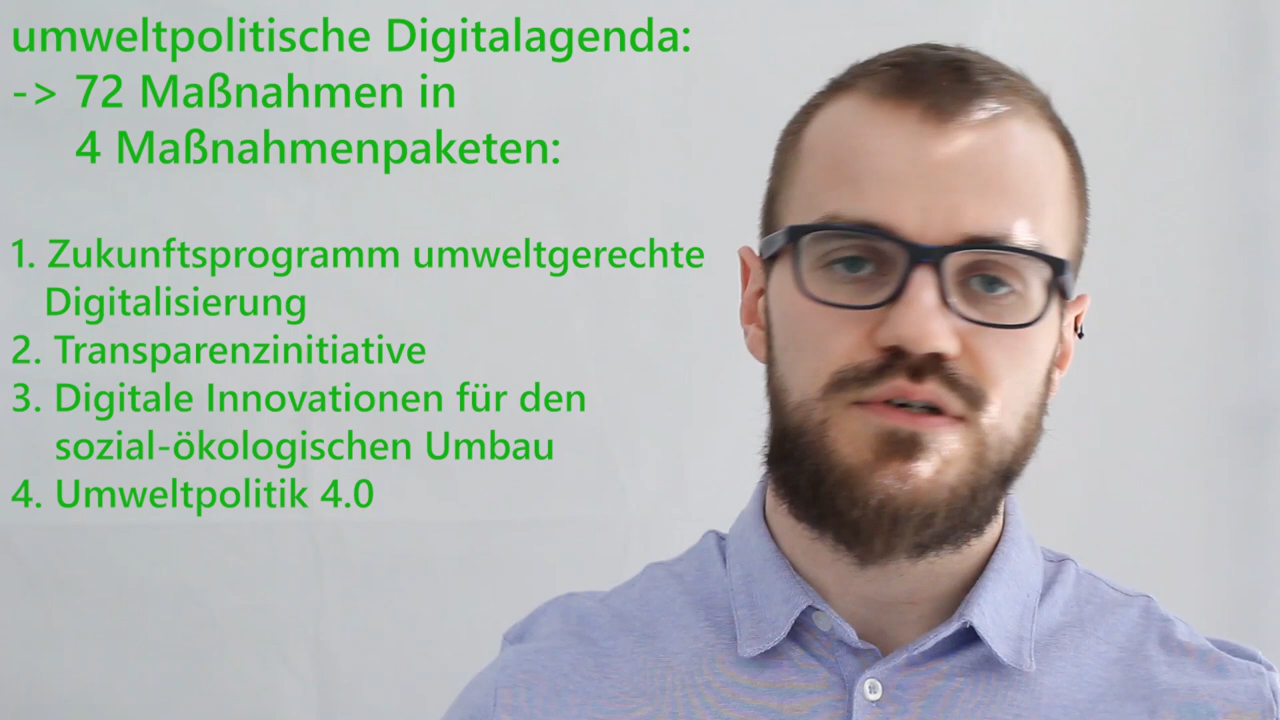 umweltpolitische Digitalagenda:
-> 72 Maßnahmen in
4 Maßnahmenpaketen:
1. Zukunftsprogramm umweltgerechte
Digitalisierung
2. Transparenzinitiative
3. Digitale Innovationen für den
sozial-ökologischen Umbau
4. Umweltpolitik 4.0